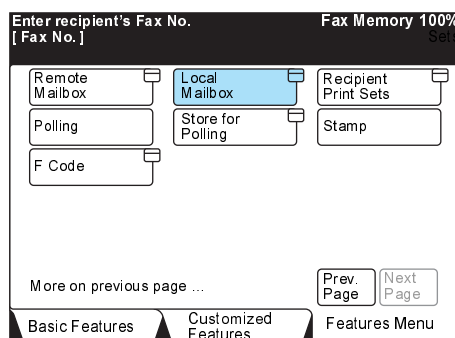 Enter recipient's Fax No.
Fax Memory 100%
[ Fax No. ]
Sets
Remote
Mailbox
Local
Mailbox
Recipient
Print Sets
Polling
Store for
Polling
Stamp
F Code
More on previous page ...
Prev.
Page
Next
Page
Basic Features
Customized
Features
Features Menu